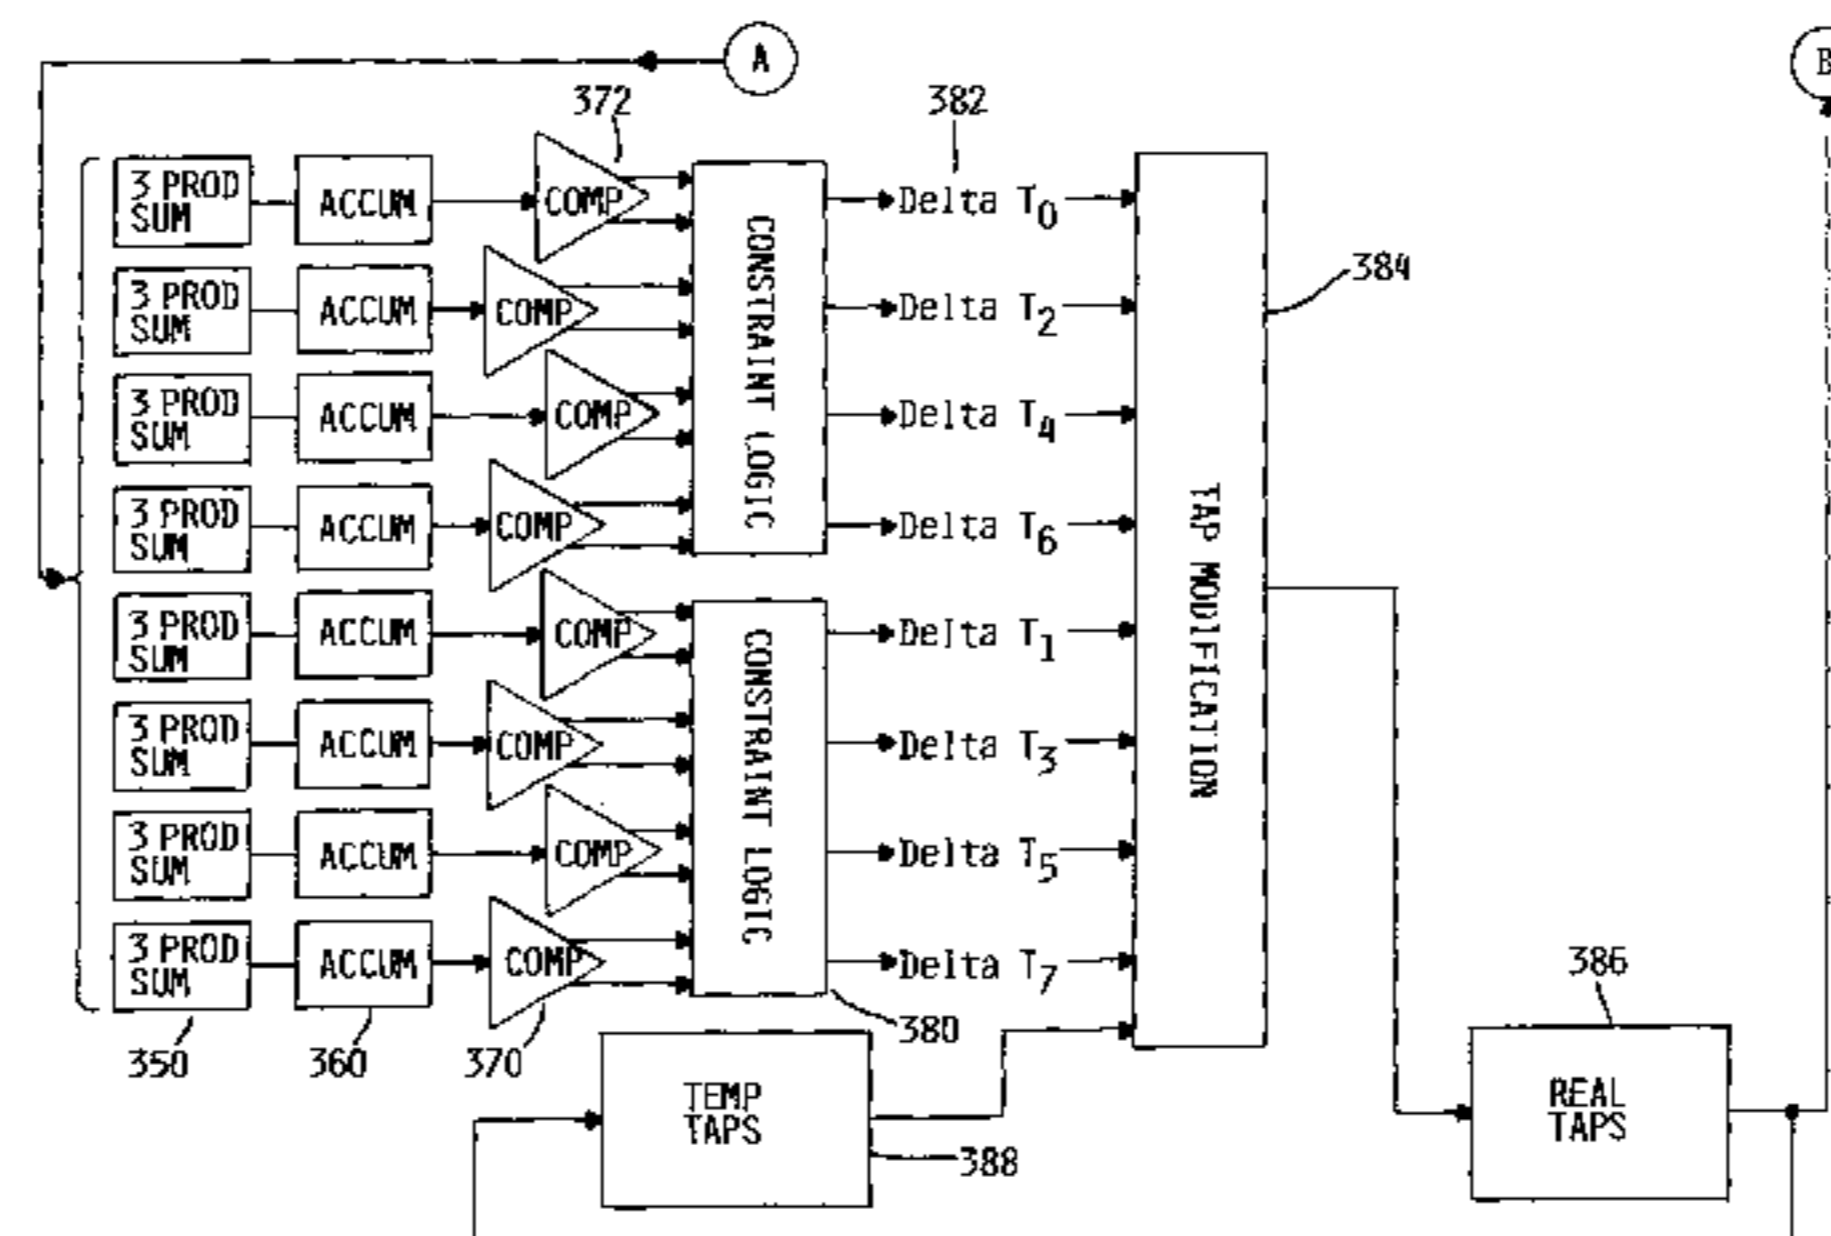 A
B
372
382
3 PROD SUM
ACCUM
COMP
Delta T0
3 PROD SUM
ACCUM
COMP
Delta T2
3 PROD SUM
ACCUM
COMP
Delta T4
3 PROD SUM
ACCUM
COMP
Delta T6
CONSTRAINT LOGIC
384
TAP MODIFICATION
3 PROD SUM
ACCUM
COMP
Delta T1
3 PROD SUM
ACCUM
COMP
Delta T3
3 PROD SUM
ACCUM
COMP
Delta T5
3 PROD SUM
ACCUM
COMP
Delta T7
CONSTRAINT LOGIC
350
360
370
380
386
TEMP
TAPS
388
REAL
TAPS